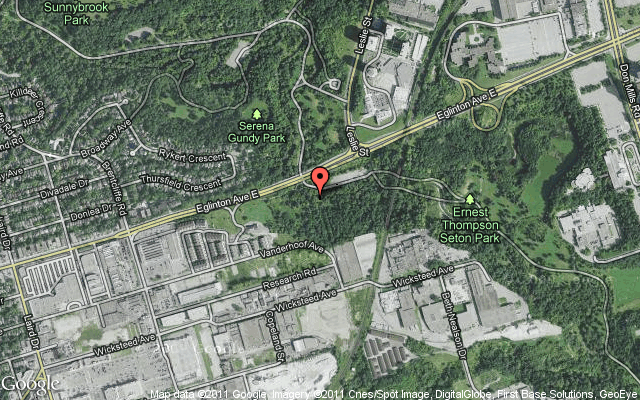 Sunnybrook
Park
Leslie St
Don Mills Rd
Eglinton Ave E
Serena
Gundy Park
Leslie St
Broadway Ave
Rykert Crescent
Thursfield Crescent
Divadale Dr
Brentcliffe Rd
Donlea Dr
Eglinton Ave E
Ernest
Thompson
Seton Park
Vanderhoof Ave
Research Rd
Wicksteed Ave
Wicksteed Ave
Laird Dr
Laird Dr
Copeland St
Beth Nealson Dr
Wicksteed Ave
Google
Map data ©2011 Google, Imagery ©2011 Cnes/Spot Image, DigitalGlobe, First Base Solutions, GeoEye